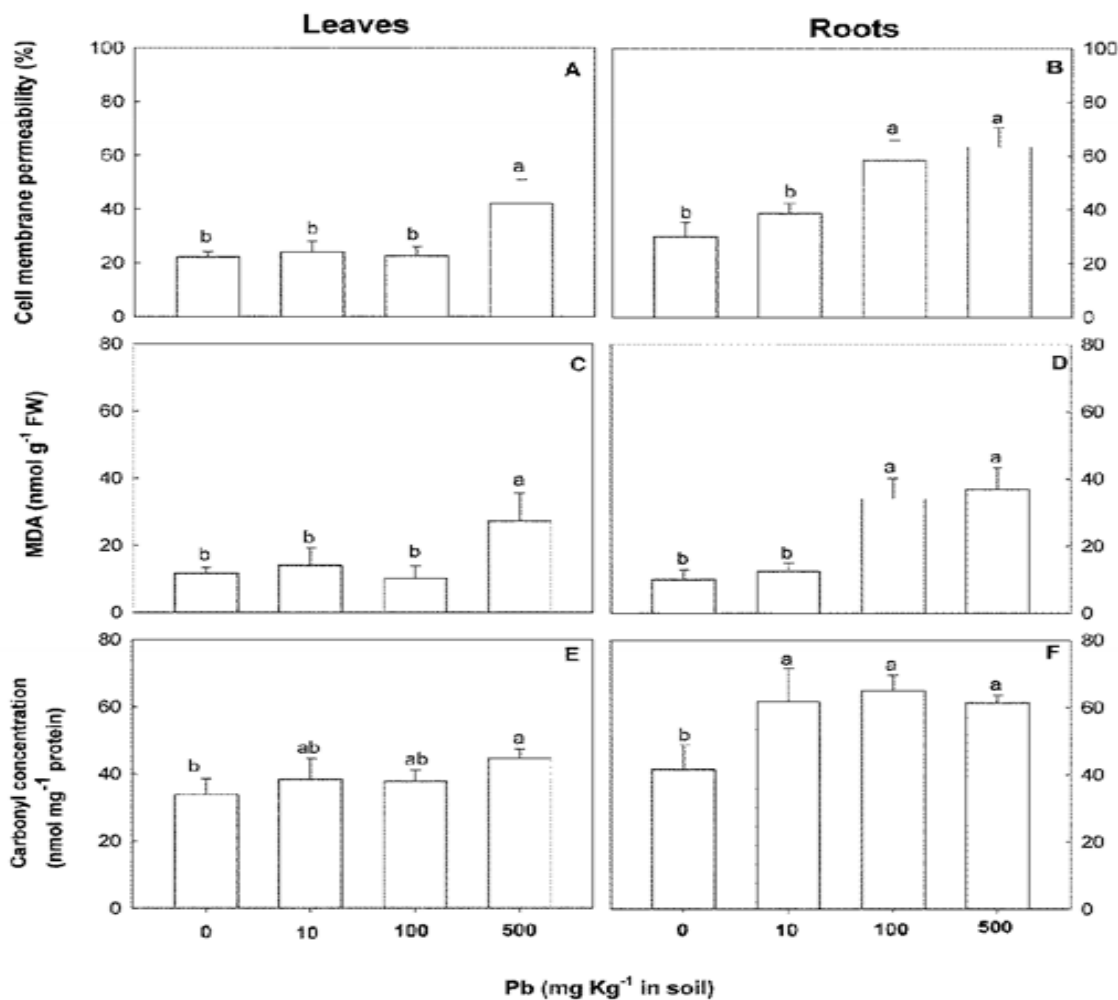 Leaves Roots
Cell membrane permeability (%)
100 A B 100
80 80
60 60
40 40
20 20
0 0
b b b a
b b a a
MDA (nmol g⁻¹ FW)
80 C D 80
60 60
40 40
20 20
0 0
b b b a
b b a a
Carbonyl concentration
(nmol mg⁻¹ protein)
80 E F 80
60 60
40 40
20 20
0 0
b ab ab a
b a a a
0 10 100 500 0 10 100 500
Pb (mg Kg⁻¹ in soil)